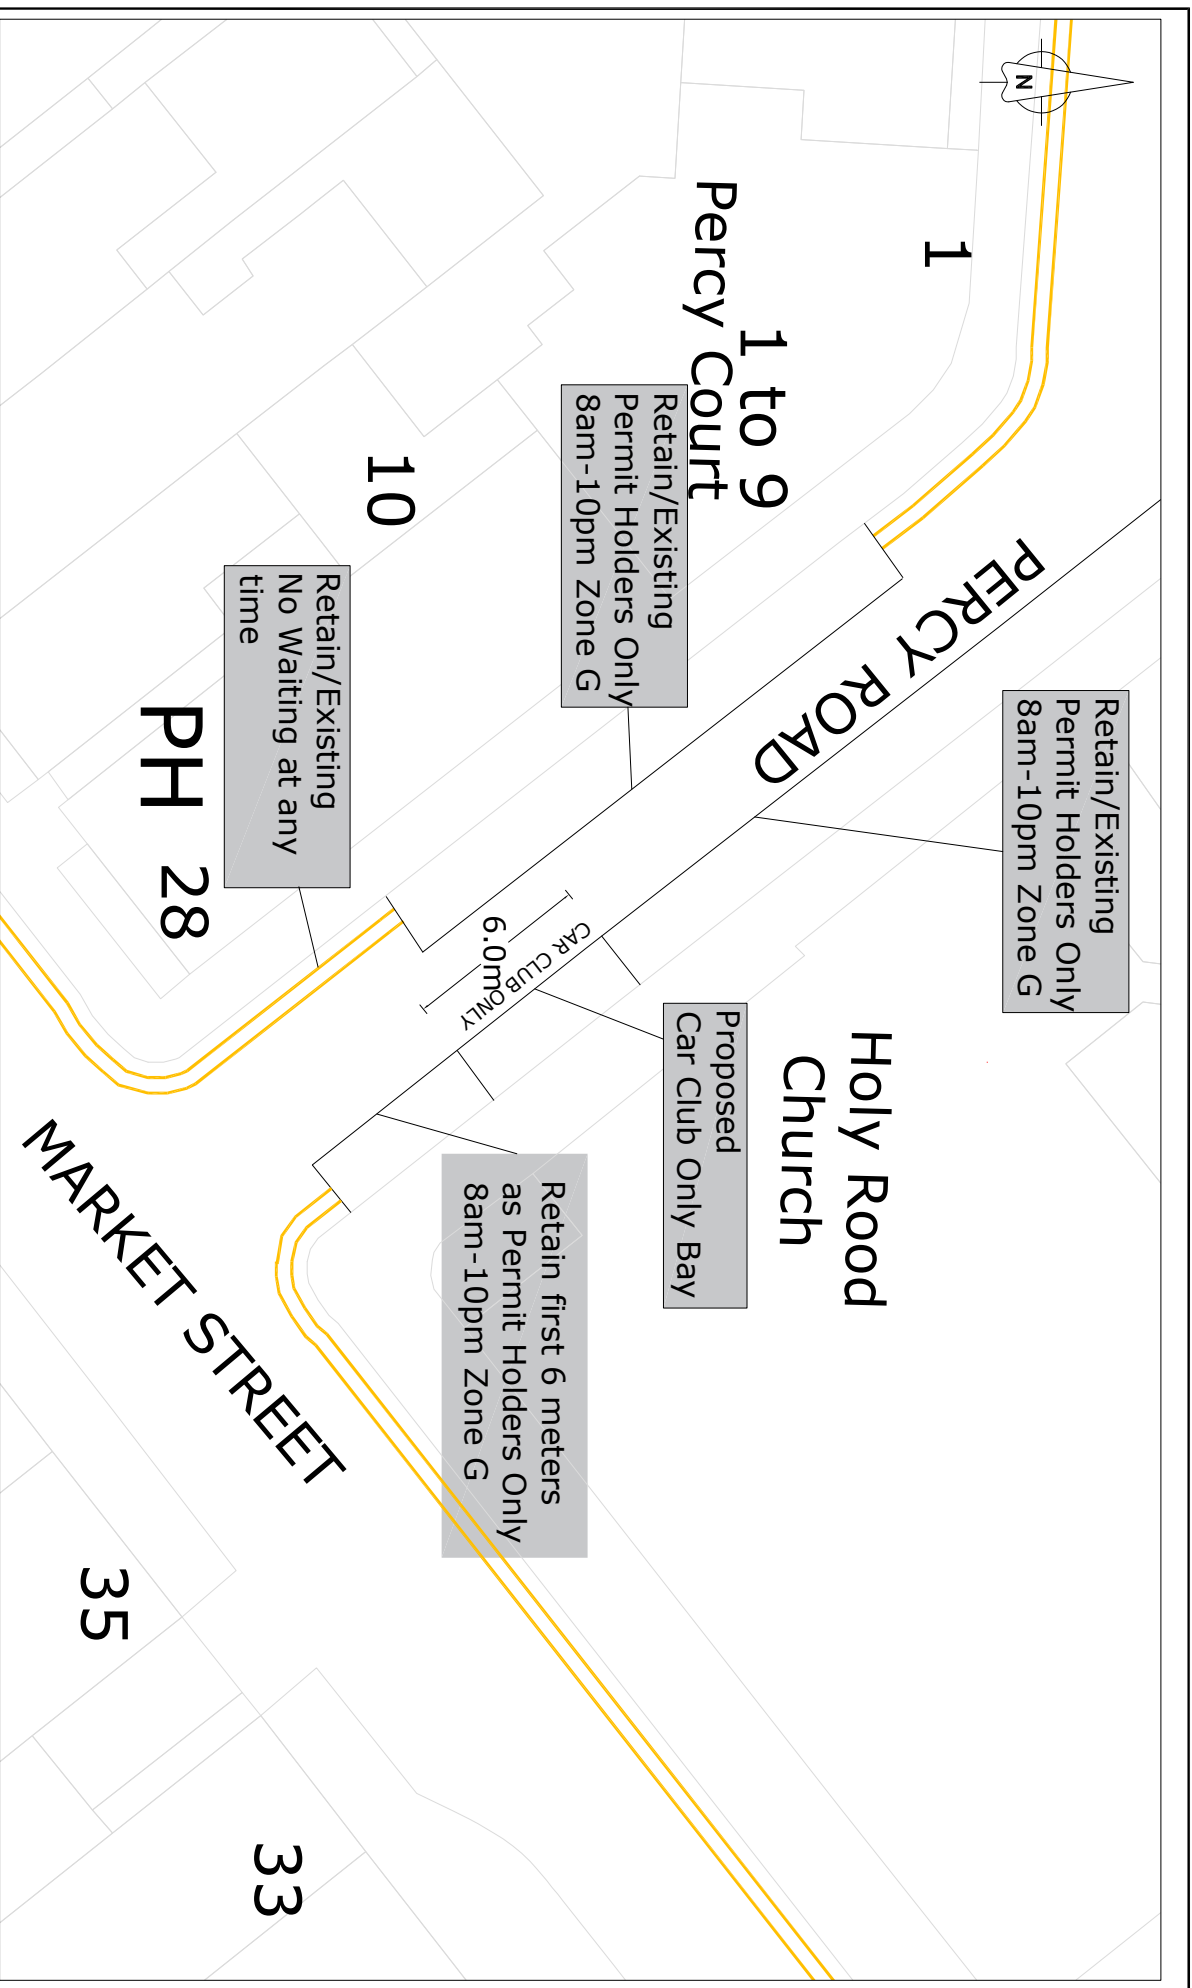 N
1
1 to 9
Percy Court
PERCY ROAD
Retain/Existing
Permit Holders Only
8am-10pm Zone G
Retain/Existing
Permit Holders Only
8am-10pm Zone G
10
Retain/Existing
No Waiting at any
time
PH
28
CAR CLUB ONLY
6.0m
Proposed
Car Club Only Bay
Holy Rood
Church
Retain first 6 meters
as Permit Holders Only
8am-10pm Zone G
MARKET STREET
35
33